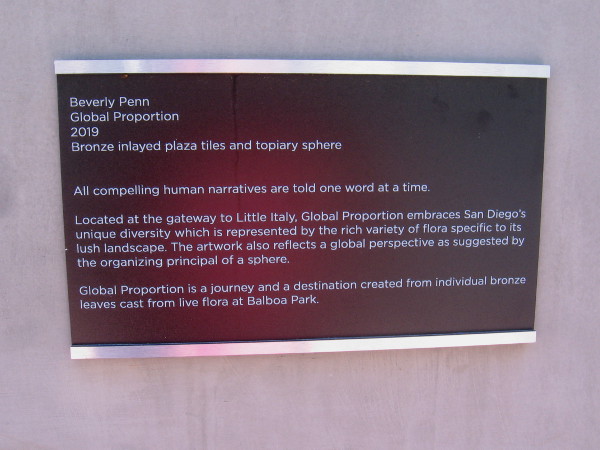 Beverly Penn
Global Proportion
2019
Bronze inlayed plaza tiles and topiary sphere
All compelling human narratives are told one word at a time.
Located at the gateway to Little Italy, Global Proportion embraces San Diego's
unique diversity which is represented by the rich variety of flora specific to its
lush landscape. The artwork also reflects a global perspective as suggested by
the organizing principal of a sphere.
Global Proportion is a journey and a destination created from individual bronze
leaves cast from live flora at Balboa Park.